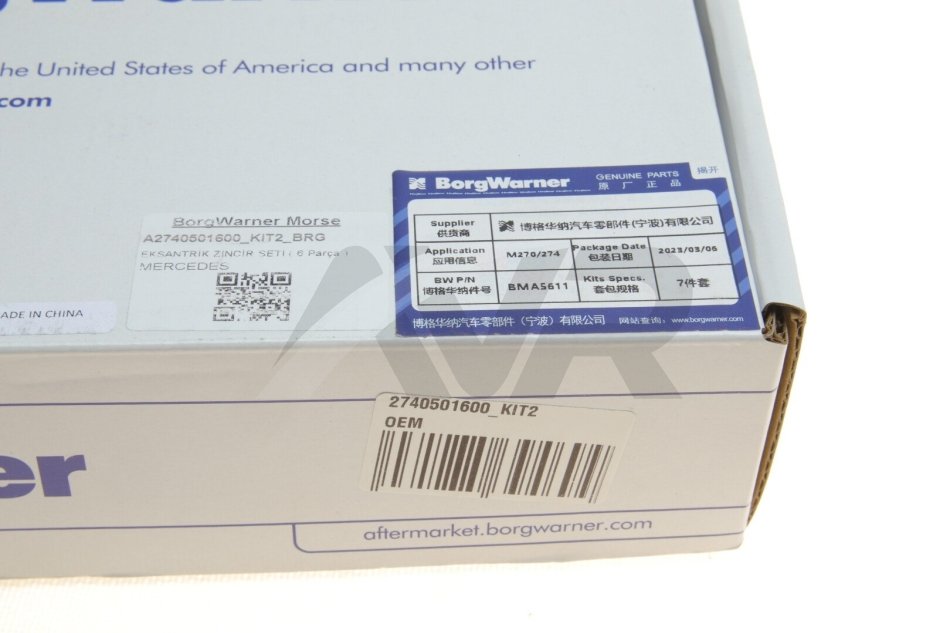 he United States of America and many other
.com
BorgWarner Morse
A2740501600_KIT2_BRG
EKSANTRİK ZİNCİR SETİ ( 6 Parça )
MERCEDES
ADE IN CHINA
BorgWarner
GENUINE PARTS
原厂正品
揭开
Supplier
供货商
博格华纳汽车零部件(宁波)有限公司
Application
应用信息
M270/274
Package Date
包装日期
2023/03/06
BW P/N
博格华纳件号
BMA5611
Kits Specs.
套包规格
7件套
博格华纳汽车零部件（宁波）有限公司
网站查询：www.borgwarner.com
AVR
2740501600_KIT2
OEM
er
aftermarket.borgwarner.com